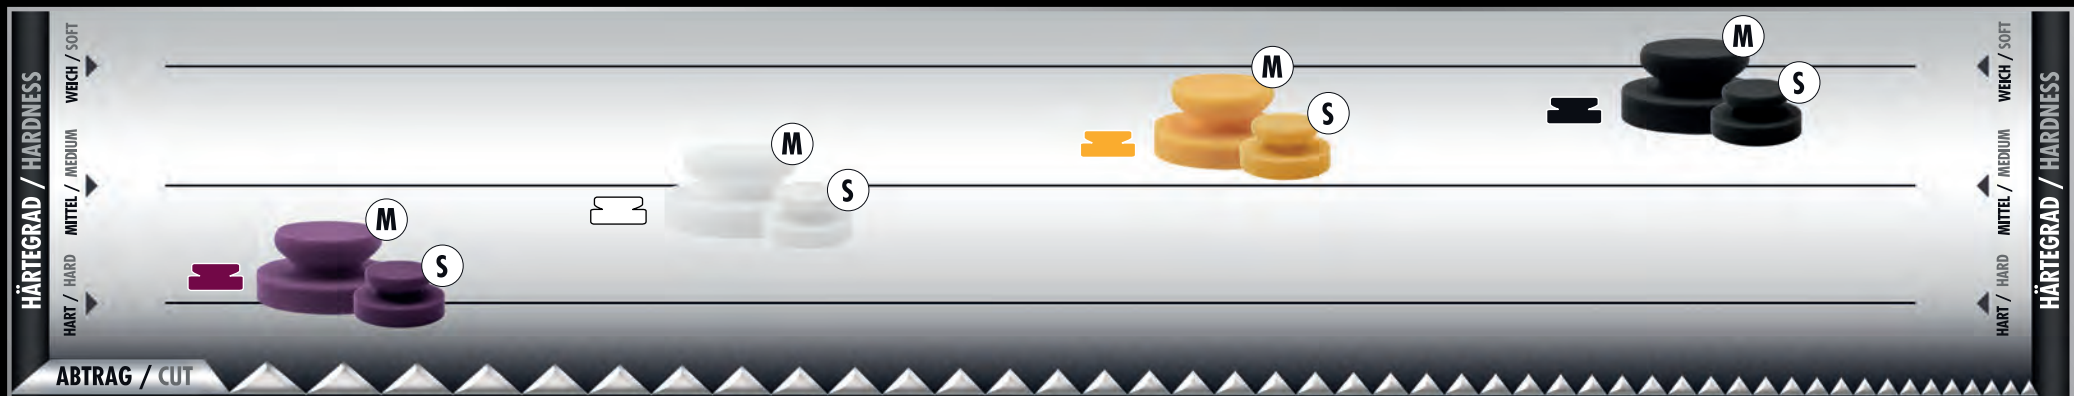 HÄRTEGRAD / HARDNESS
WEICH / SOFT
MITTEL / MEDIUM
HART / HARD
M
S
M
S
M
S
M
S
WEICH / SOFT
MITTEL / MEDIUM
HART / HARD
HÄRTEGRAD / HARDNESS
ABTRAG / CUT